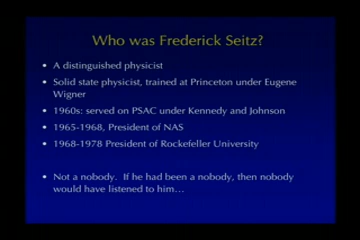 Who was Frederick Seitz?
• A distinguished physicist
• Solid state physicist, trained at Princeton under Eugene
Wigner
• 1960s: served on PSAC under Kennedy and Johnson
• 1965-1968, President of NAS
• 1968-1978 President of Rockefeller University
• Not a nobody. If he had been a nobody, then nobody
would have listened to him…